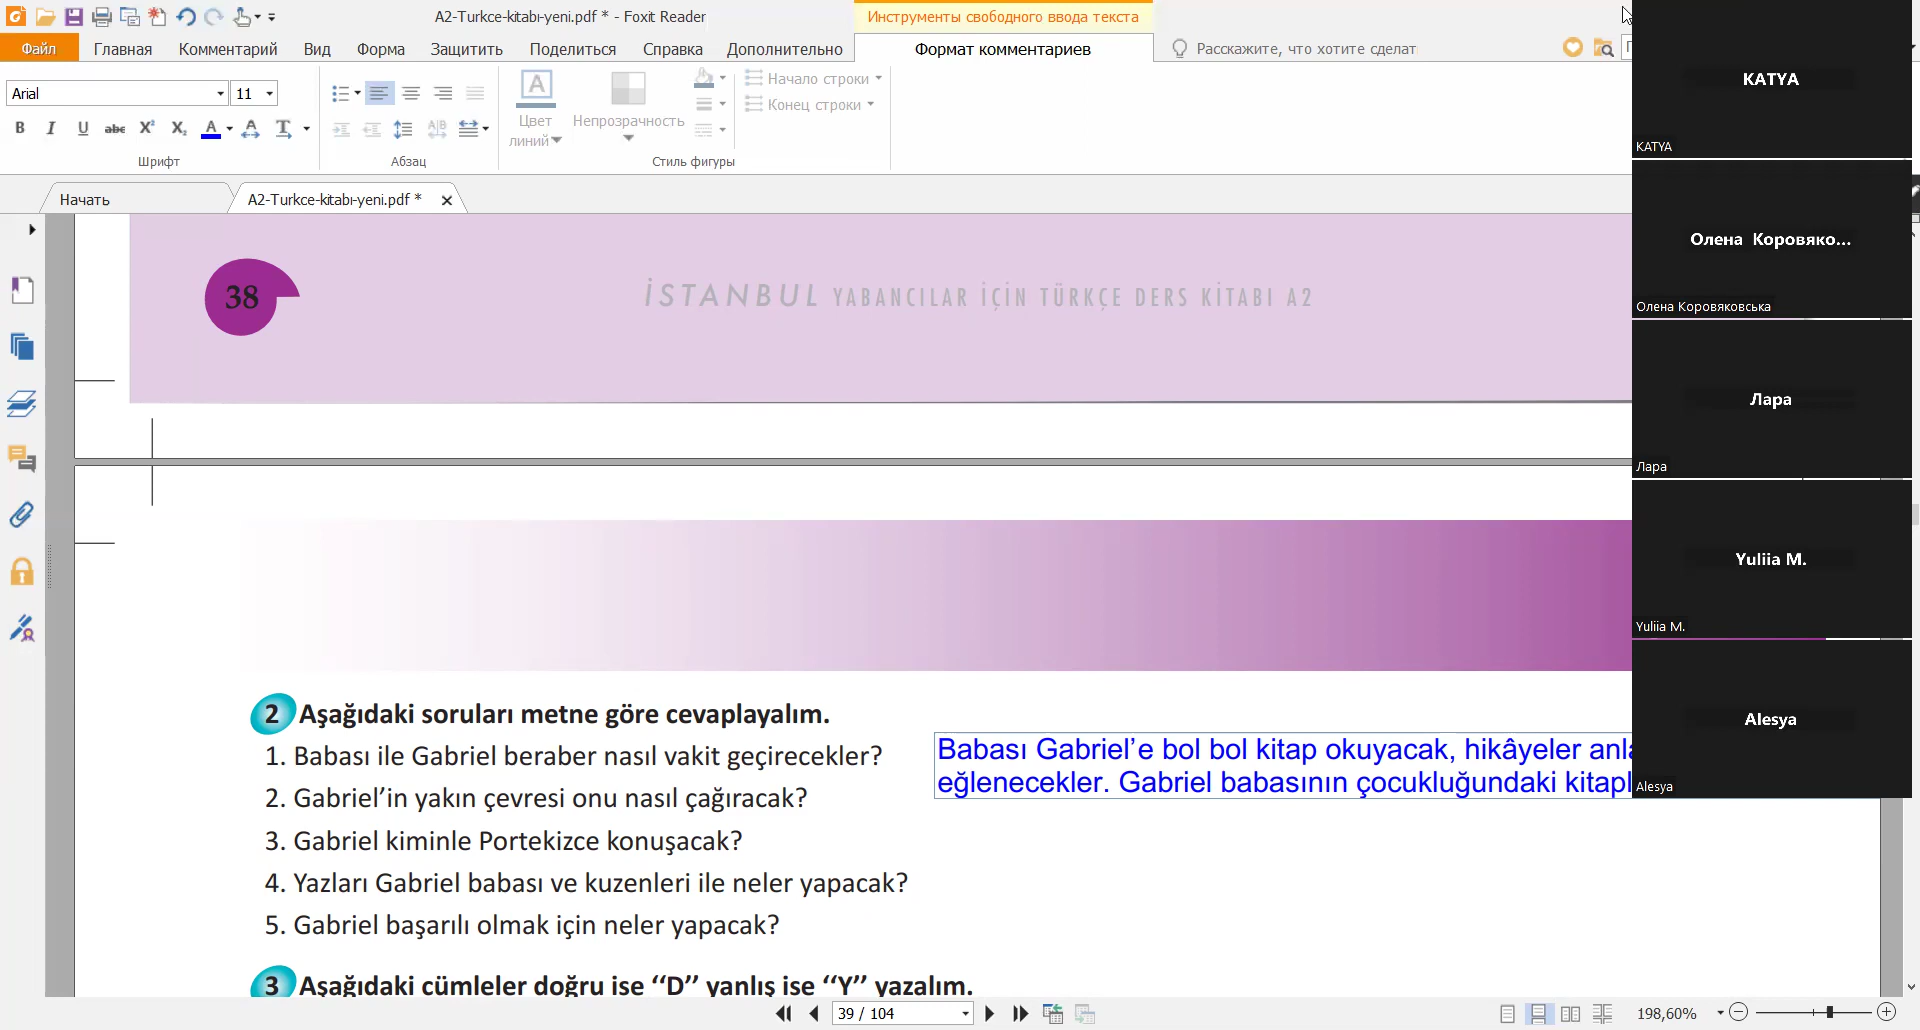 A2-Turkce-kitabı-yeni.pdf * - Foxit Reader
Инструменты свободного ввода текста
Файл Главная Комментарий Вид Форма Защитить Поделиться Справка Дополнительно Формат комментариев Расскажите, что хотите сделат
Arial 11
Начало строки
Конец строки
Цвет линий
Непрозрачность
Шрифт Абзац Стиль фигуры
Начать A2-Turkce-kitabı-yeni.pdf *
38
İSTANBUL YABANCILAR İÇİN TÜRKÇE DERS KİTABI A2
2 Aşağıdaki soruları metne göre cevaplayalım.
1. Babası ile Gabriel beraber nasıl vakit geçirecekler?
2. Gabriel’in yakın çevresi onu nasıl çağıracak?
3. Gabriel kiminle Portekizce konuşacak?
4. Yazları Gabriel babası ve kuzenleri ile neler yapacak?
5. Gabriel başarılı olmak için neler yapacak?
Babası Gabriel’e bol bol kitap okuyacak, hikâyeler anla
eğlenecekler. Gabriel babasının çocukluğundaki kitapl
3 Aşağıdaki cümleler doğru ise ‘‘D’’ yanlış ise ‘‘Y’’ yazalım.
KATYA
KATYA
Олена Коровяко...
Олена Коровяковська
Лара
Лара
Yuliia M.
Yuliia M.
Alesya
Alesya
39 / 104
198,60%